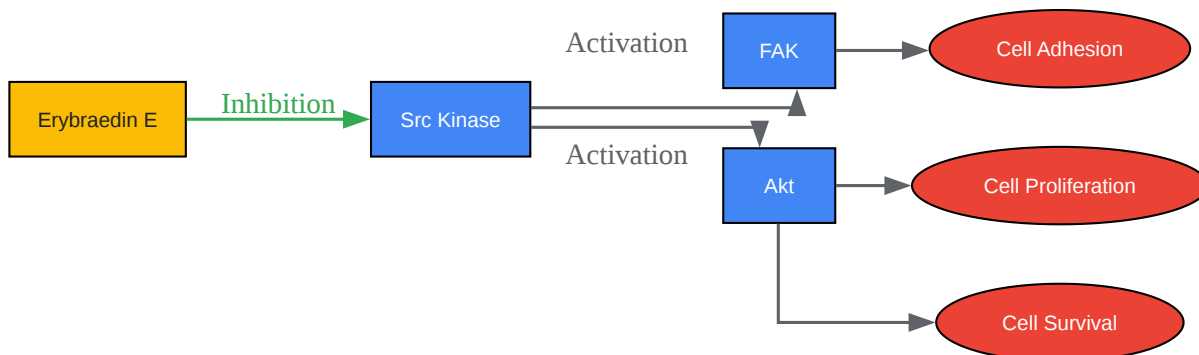 Activation
FAK
Cell Adhesion
Erybraedin E
Inhibition
Src Kinase
Activation
Akt
Cell Proliferation
Cell Survival